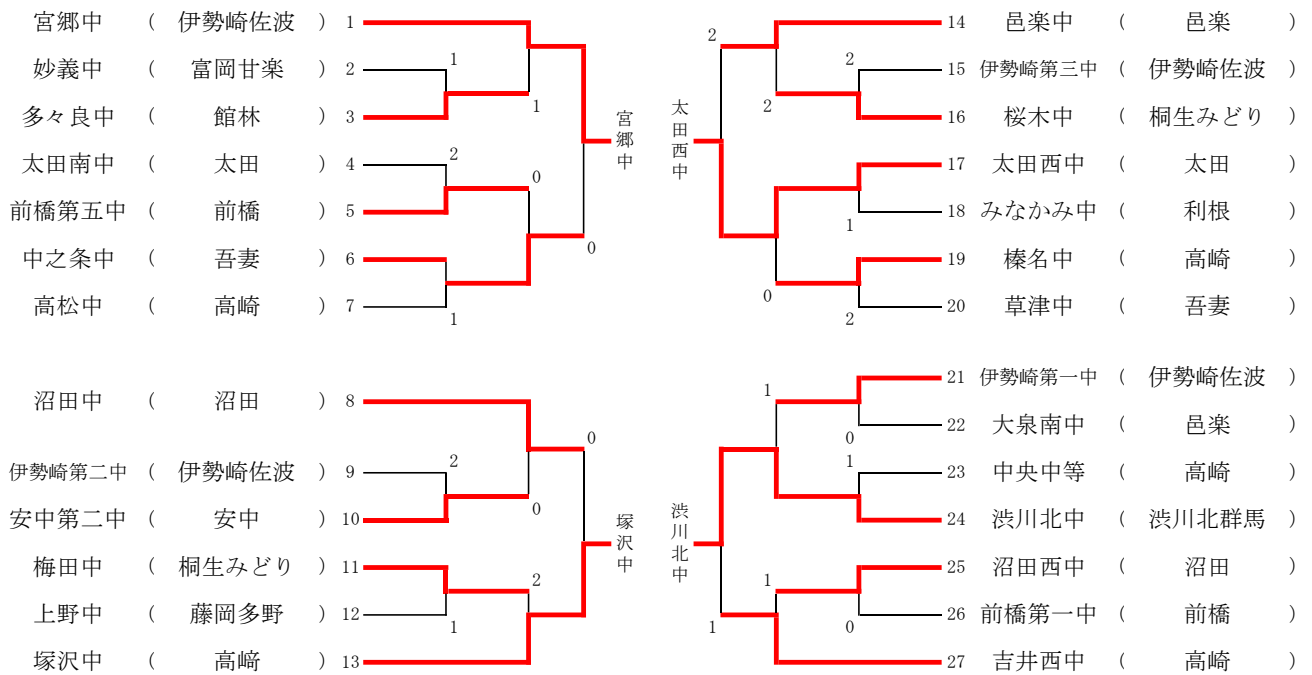 宮郷中 ( 伊勢崎佐波 ) 1
妙義中 ( 富岡甘楽 ) 2
1
多々良中 ( 館林 ) 3
1
宮郷中
太田南中 ( 太田 ) 4
2
0
前橋第五中 ( 前橋 ) 5
0
中之条中 ( 吾妻 ) 6
高松中 ( 高崎 ) 7
1
2
14 邑楽中 ( 邑楽 )
2
15 伊勢崎第三中 ( 伊勢崎佐波 )
2
16 桜木中 ( 桐生みどり )
太田西中
17 太田西中 ( 太田 )
18 みなかみ中 ( 利根 )
1
19 榛名中 ( 高崎 )
0
20 草津中 ( 吾妻 )
2
沼田中 ( 沼田 ) 8
0
伊勢崎第二中 ( 伊勢崎佐波 ) 9
2
安中第二中 ( 安中 ) 10
0
塚沢中
梅田中 ( 桐生みどり ) 11
2
上野中 ( 藤岡多野 ) 12
1
塚沢中 ( 高﨑 ) 13
21 伊勢崎第一中 ( 伊勢崎佐波 )
1
22 大泉南中 ( 邑楽 )
0
23 中央中等 ( 高崎 )
1
24 渋川北中 ( 渋川北群馬 )
渋川北中
25 沼田西中 ( 沼田 )
1
26 前橋第一中 ( 前橋 )
1
0
27 吉井西中 ( 高崎 )